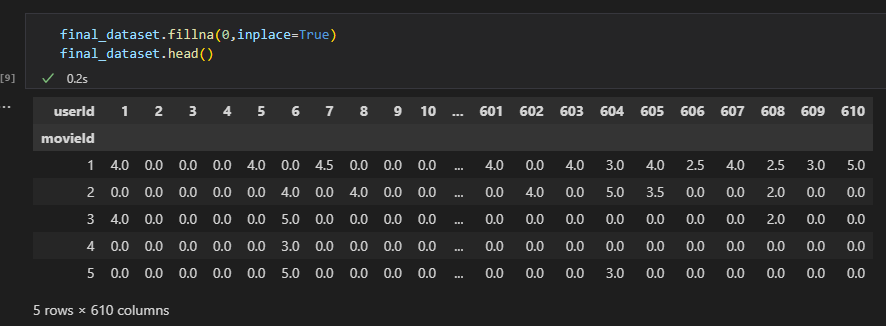 final_dataset.fillna(0,inplace=True)
final_dataset.head()
[9] 0.2s
... userId 1 2 3 4 5 6 7 8 9 10 ... 601 602 603 604 605 606 607 608 609 610
movieId
1 4.0 0.0 0.0 0.0 4.0 0.0 4.5 0.0 0.0 0.0 ... 4.0 0.0 4.0 3.0 4.0 2.5 4.0 2.5 3.0 5.0
2 0.0 0.0 0.0 0.0 0.0 4.0 0.0 4.0 0.0 0.0 ... 0.0 4.0 0.0 5.0 3.5 0.0 0.0 2.0 0.0 0.0
3 4.0 0.0 0.0 0.0 0.0 5.0 0.0 0.0 0.0 0.0 ... 0.0 0.0 0.0 0.0 0.0 0.0 0.0 2.0 0.0 0.0
4 0.0 0.0 0.0 0.0 0.0 3.0 0.0 0.0 0.0 0.0 ... 0.0 0.0 0.0 0.0 0.0 0.0 0.0 0.0 0.0 0.0
5 0.0 0.0 0.0 0.0 0.0 5.0 0.0 0.0 0.0 0.0 ... 0.0 0.0 0.0 3.0 0.0 0.0 0.0 0.0 0.0 0.0
5 rows × 610 columns